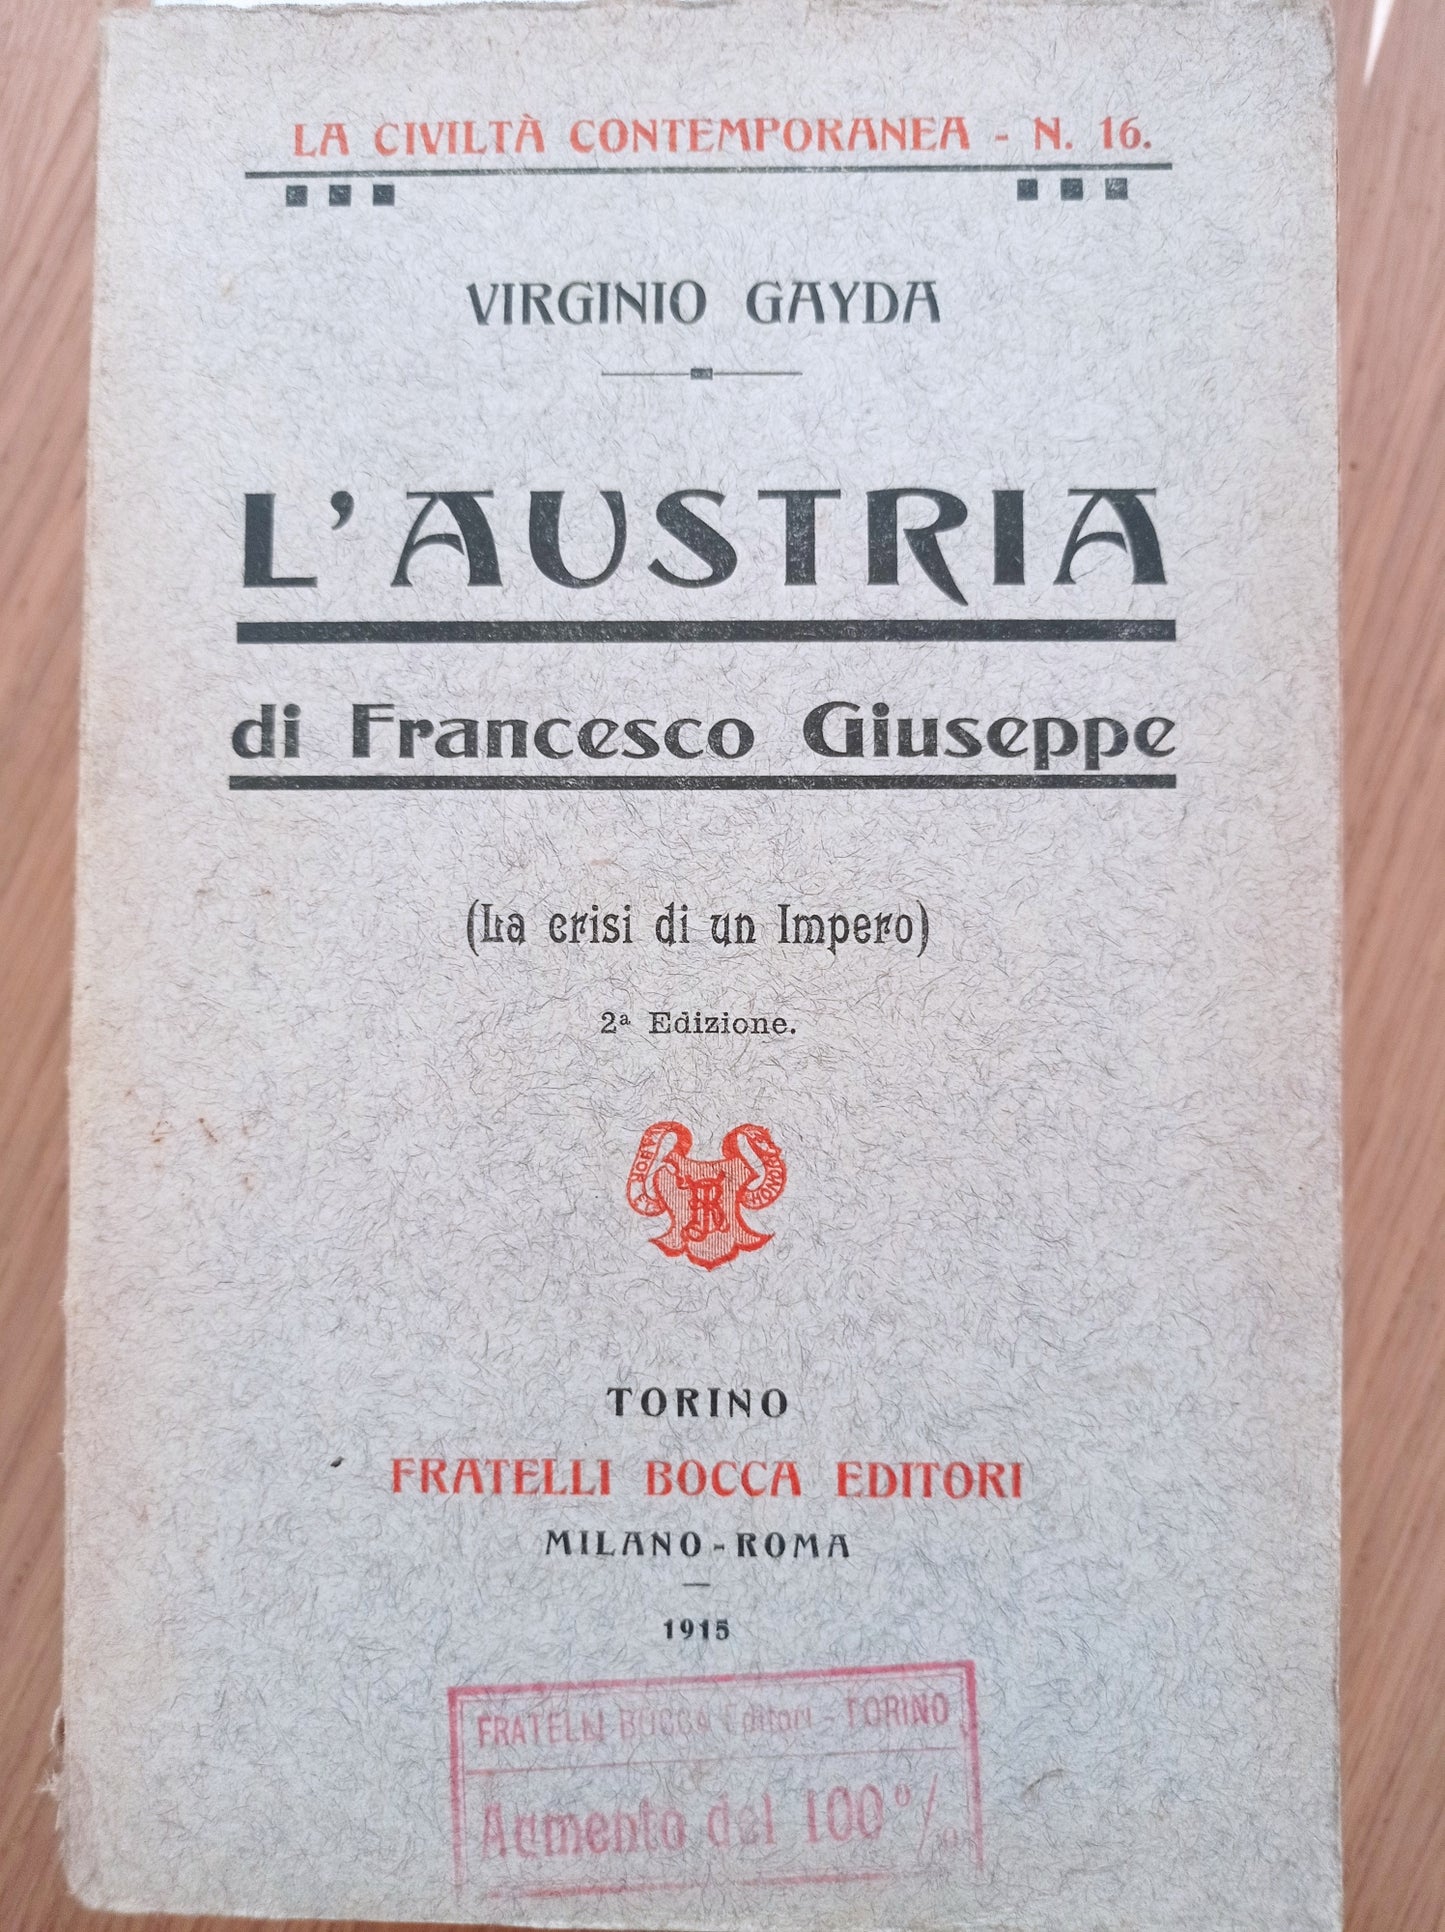 LA CIVILTÀ CONTEMPORANEA - N. 16.
VIRGINIO GAYDA
L'AUSTRIA
di Francesco Giuseppe
(La crisi di un Impero)
2ª Edizione.
LABORE
TORINO
FRATELLI BOCCA EDITORI
MILANO-ROMA
1915
FRATELLI BOCCA Editori - TORINO
Aumento del 100%